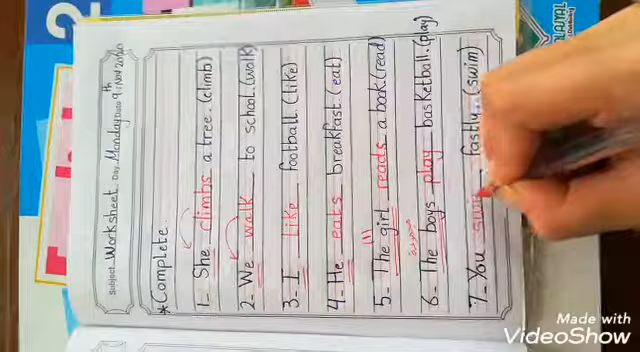 Subject Worksheet Day Monday Date 9th Nov 2020
*Complete.
1- She climbs a tree. (climb)
2- We walk to school. (walk)
3- I like football. (like)
4- He eats breakfast. (eat)
5- The girl reads a book. (read)
6- The boys play basketball. (play)
7- You fastly. (swim)
Made with
VideoShow